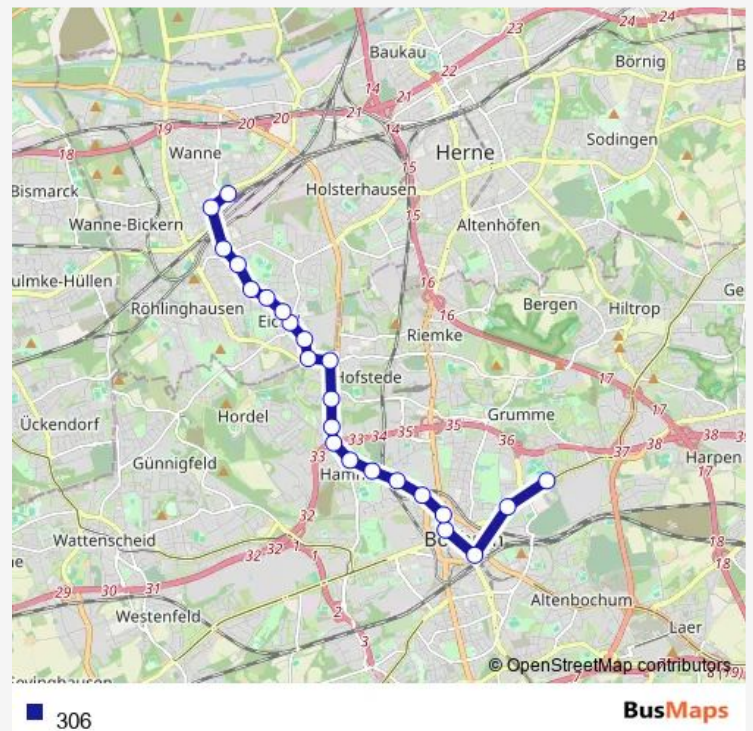 24 24
23
Baukau
22
Börnig
14
21
20 20
21
19
14
18
Wanne
15
Herne
Sodingen
Bismarck
Holsterhausen
15
Wanne-Bickern
Altenhöfen
ulmke-Hüllen
16
Ge
Röhlinghausen
16
Bergen
Hiltrop
Eic
Riemke
Hofstede
17
Ückendorf
Hordel
Grumme
17
33 34 35 35
36
37 38 38
Günnigfeld
33
Ham
Harpen
17
32
Wattenscheid
Bo
18
32 1
18
29 30 31
1
Altenbochum
Westenfeld
2
Laer
3
© OpenStreetMap contributors
(19)
306
BusMaps